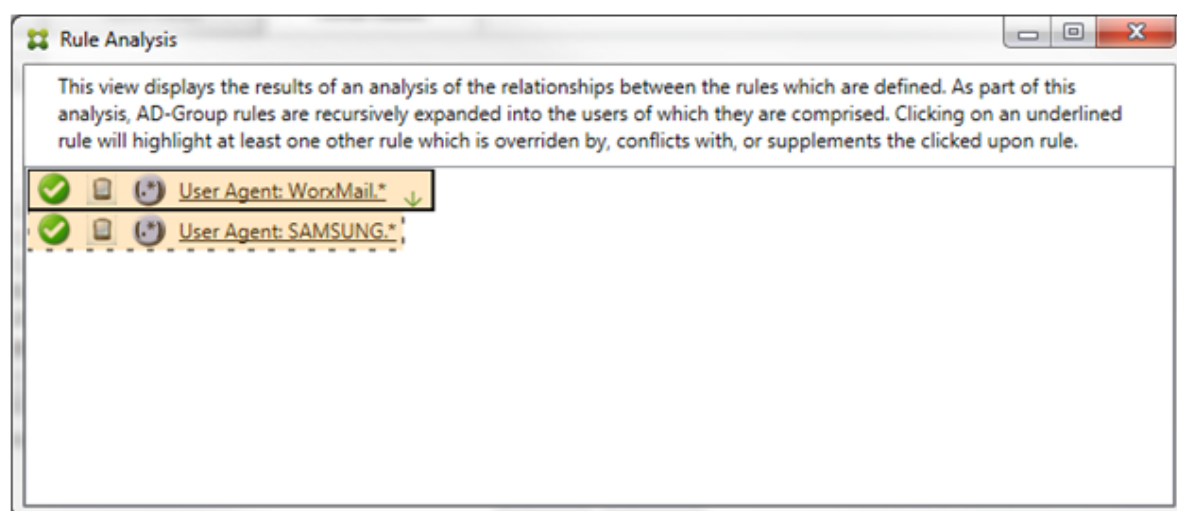 Rule Analysis
This view displays the results of an analysis of the relationships between the rules which are defined. As part of this
analysis, AD-Group rules are recursively expanded into the users of which they are comprised. Clicking on an underlined
rule will highlight at least one other rule which is overriden by, conflicts with, or supplements the clicked upon rule.
(.*) User Agent: WorxMail.*
(.*) User Agent: SAMSUNG.*